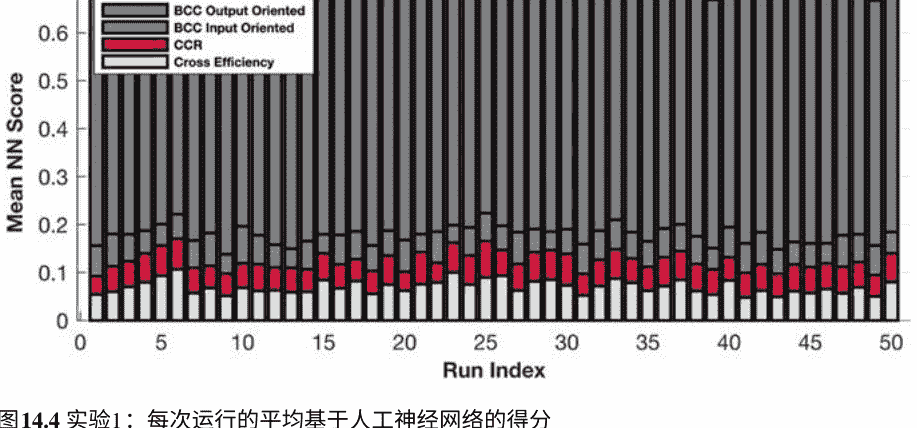 BCC Output Oriented
BCC Input Oriented
CCR
Cross Efficiency
Mean NN Score
0.6
0.5
0.4
0.3
0.2
0.1
0
0 5 10 15 20 25 30 35 40 45 50
Run Index
图14.4 实验1：每次运行的平均基于人工神经网络的得分